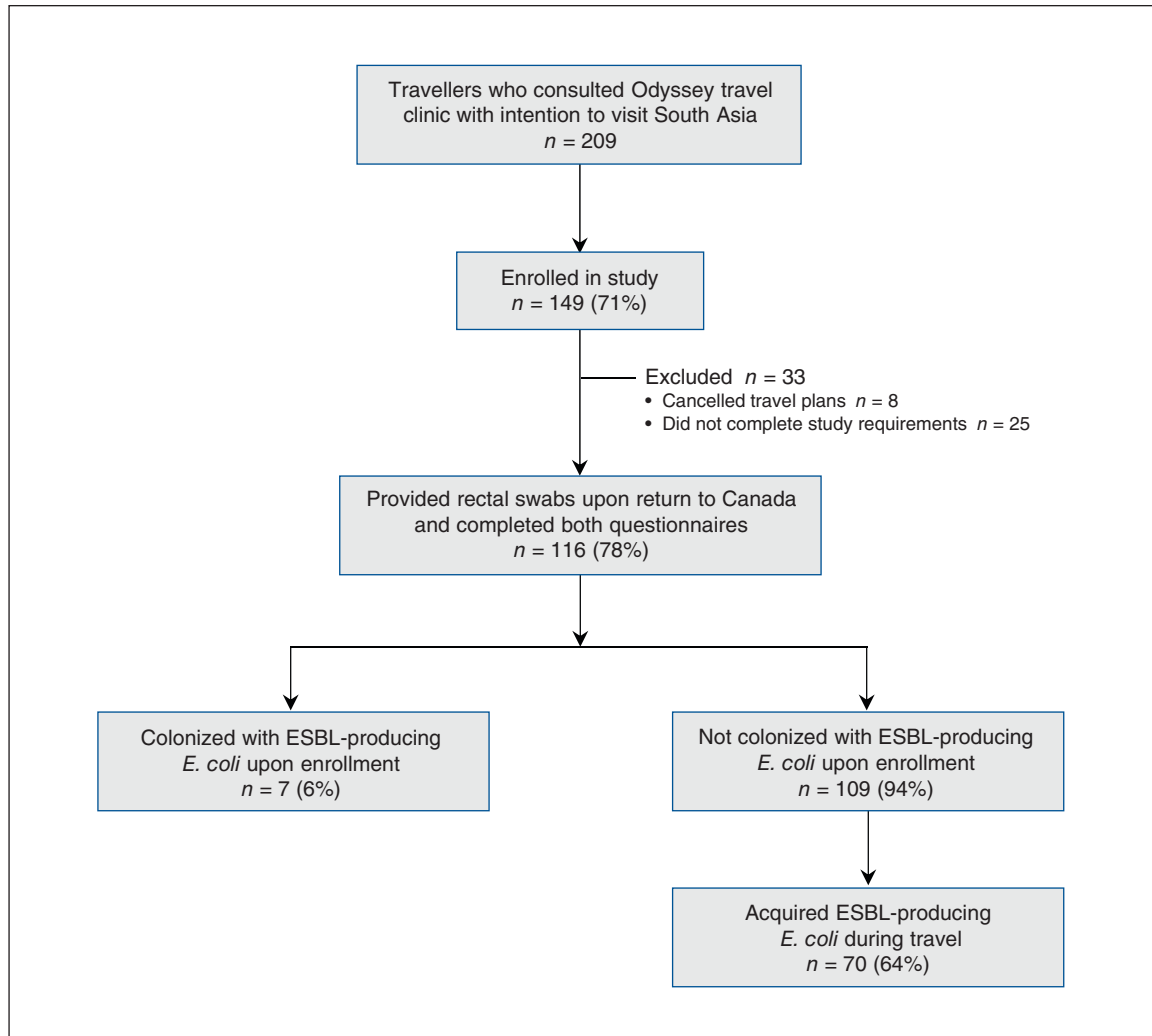 Travellers who consulted Odyssey travel
clinic with intention to visit South Asia
n = 209
Enrolled in study
n = 149 (71%)
Excluded n = 33
• Cancelled travel plans n = 8
• Did not complete study requirements n = 25
Provided rectal swabs upon return to Canada
and completed both questionnaires
n = 116 (78%)
Colonized with ESBL-producing
E. coli upon enrollment
n = 7 (6%)
Not colonized with ESBL-producing
E. coli upon enrollment
n = 109 (94%)
Acquired ESBL-producing
E. coli during travel
n = 70 (64%)